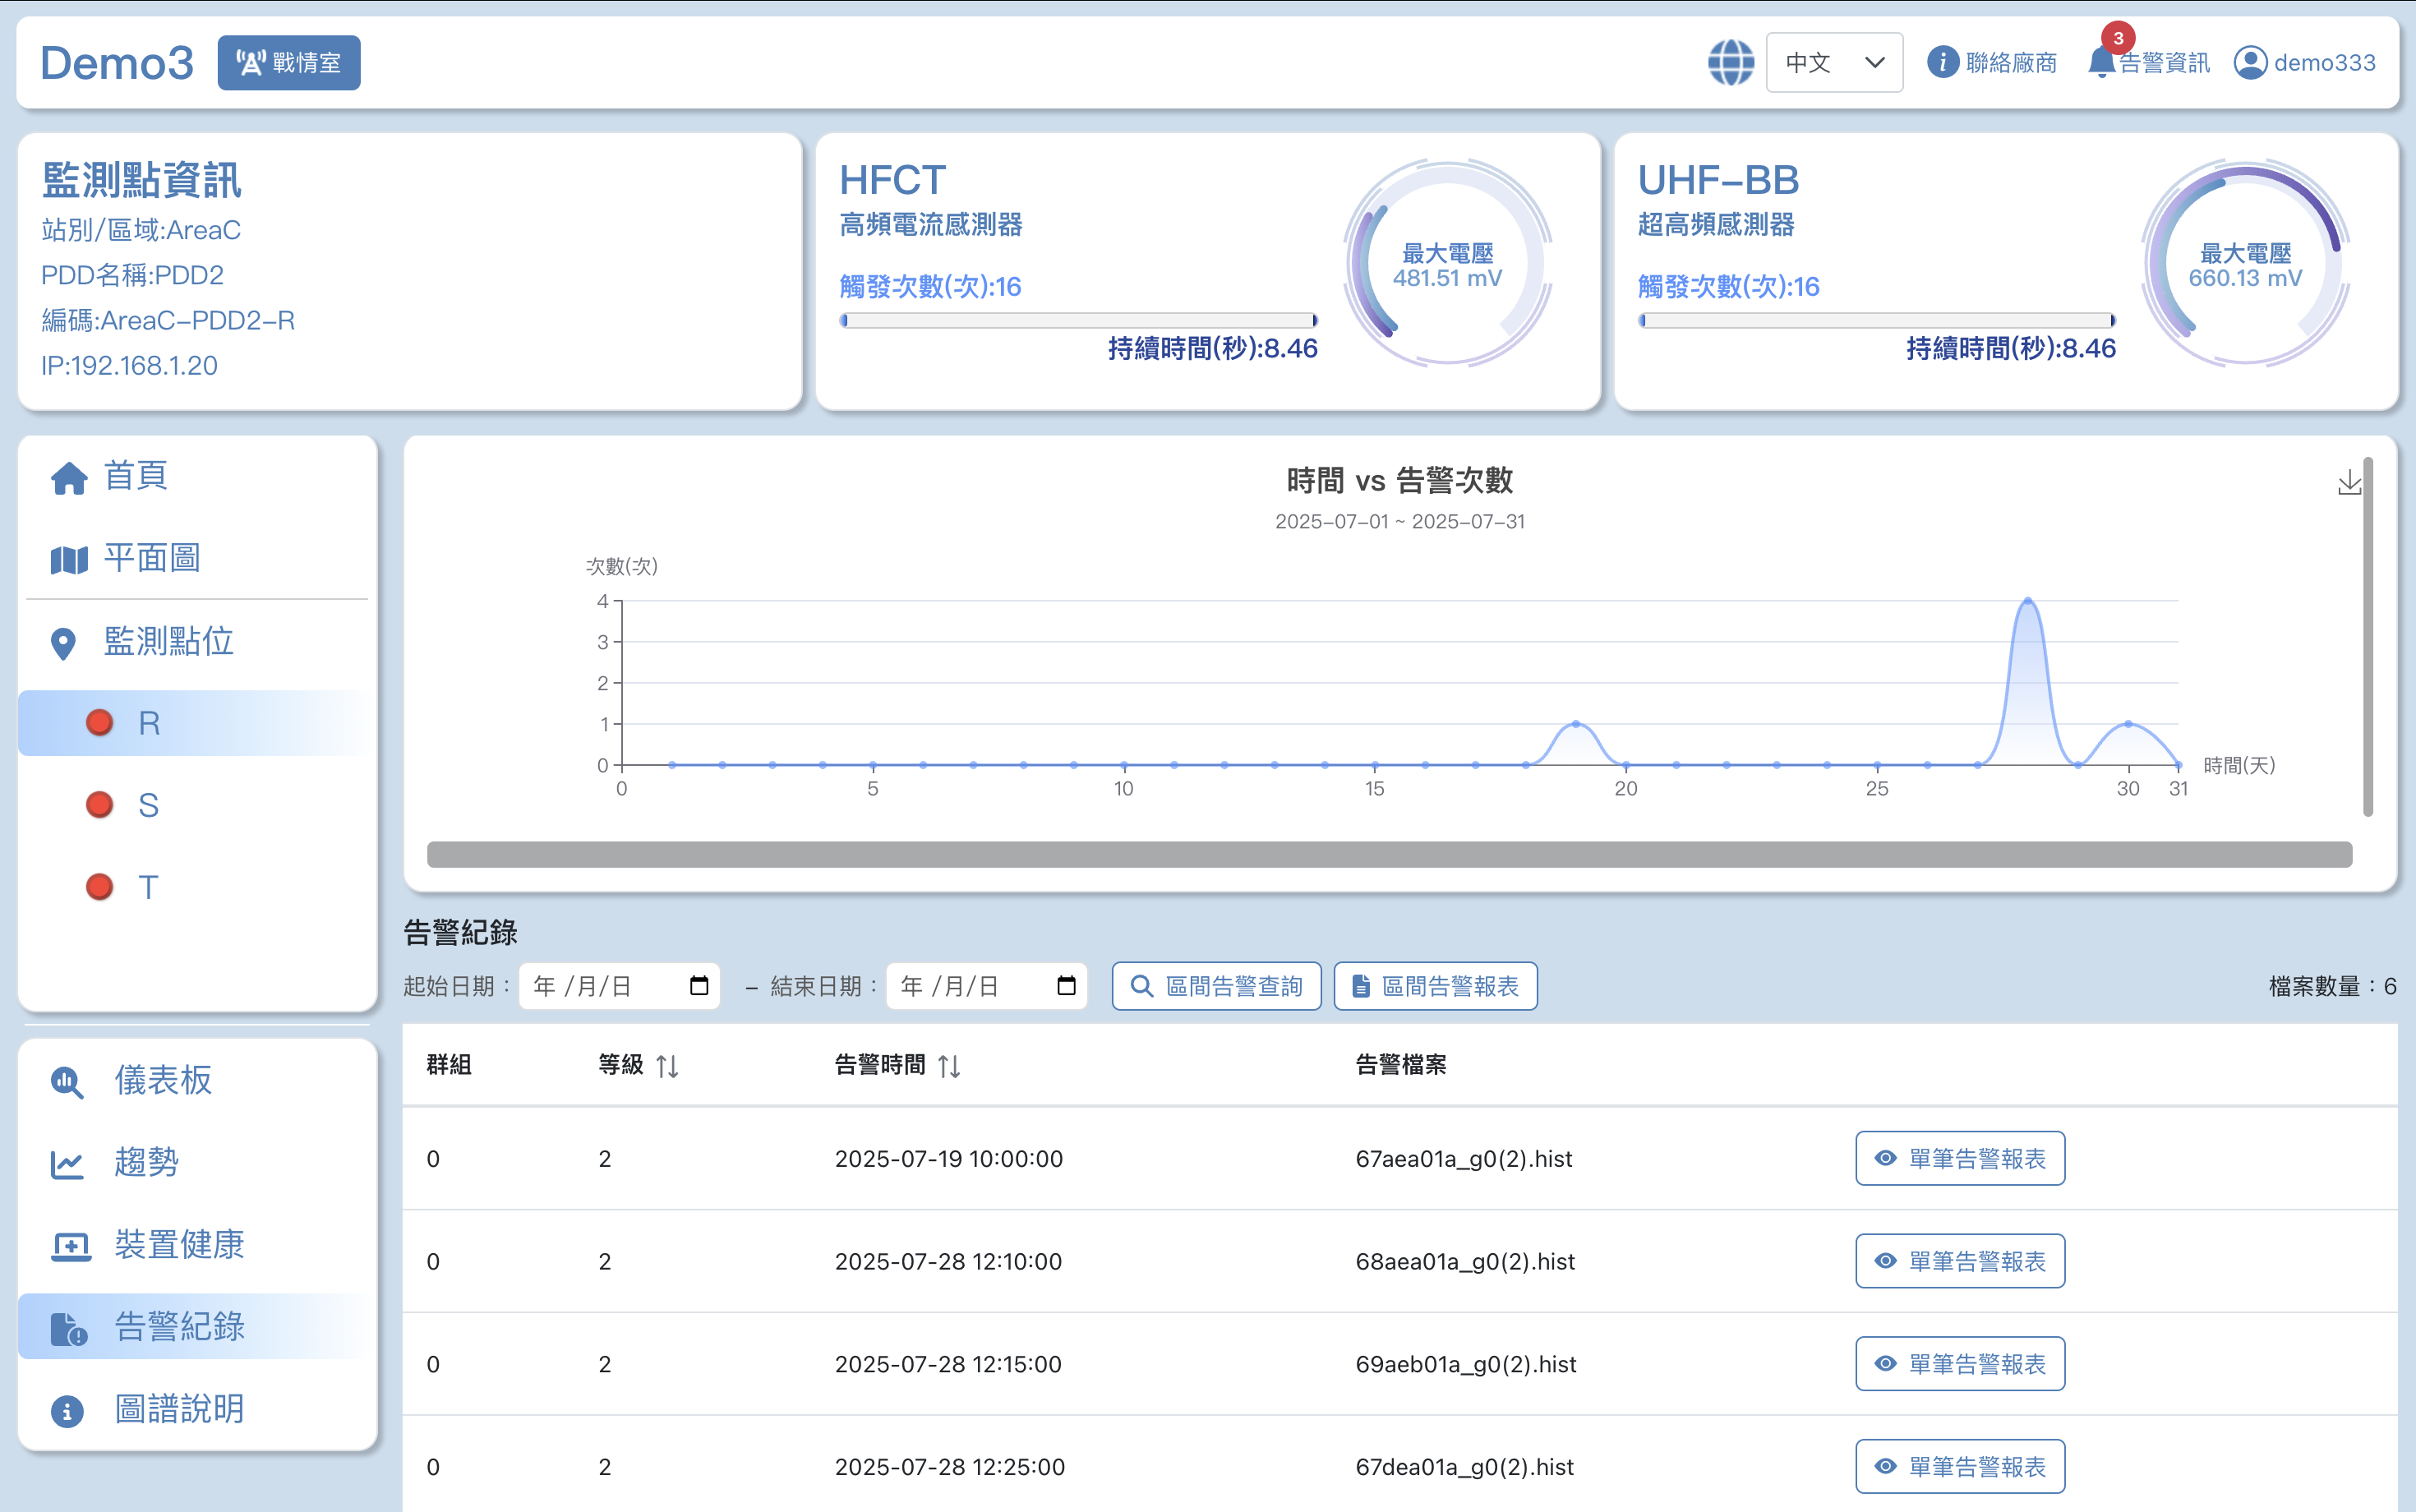 Demo3 戰情室 中文 聯絡廠商 3 告警資訊 demo333
監測點資訊
站別/區域:AreaC
PDD名稱:PDD2
編碼:AreaC-PDD2-R
IP:192.168.1.20
HFCT
高頻電流感測器
觸發次數(次):16
持續時間(秒):8.46
最大電壓
481.51 mV
UHF-BB
超高頻感測器
觸發次數(次):16
持續時間(秒):8.46
最大電壓
660.13 mV
首頁
平面圖
監測點位
R
S
T
儀表板
趨勢
裝置健康
告警紀錄
圖譜說明
時間 vs 告警次數
2025-07-01 ~ 2025-07-31
次數(次)
4
3
2
1
0
0 5 10 15 20 25 30 31
時間(天)
告警紀錄
起始日期： 年 /月/日 – 結束日期： 年 /月/日 區間告警查詢 區間告警報表 檔案數量：6
群組 等級 告警時間 告警檔案
0 2 2025-07-19 10:00:00 67aea01a_g0(2).hist 單筆告警報表
0 2 2025-07-28 12:10:00 68aea01a_g0(2).hist 單筆告警報表
0 2 2025-07-28 12:15:00 69aeb01a_g0(2).hist 單筆告警報表
0 2 2025-07-28 12:25:00 67dea01a_g0(2).hist 單筆告警報表